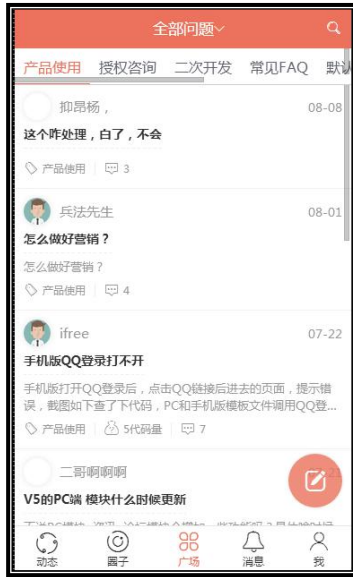 全部问题
产品使用 授权咨询 二次开发 常见FAQ 默认
抑昂杨， 08-08
这个咋处理，白了，不会
产品使用 3
兵法先生 08-01
怎么做好营销？
怎么做好营销？
产品使用 4
ifree 07-22
手机版QQ登录打不开
手机版打开QQ登录后，点击QQ链接后进去的页面，提示错
误，截图如下查了下代码，PC和手机版模板文件调用QQ登...
产品使用 5代码量 7
二哥啊啊啊 07-21
V5的PC端 模块什么时候更新
动态 圈子 广场 消息 我